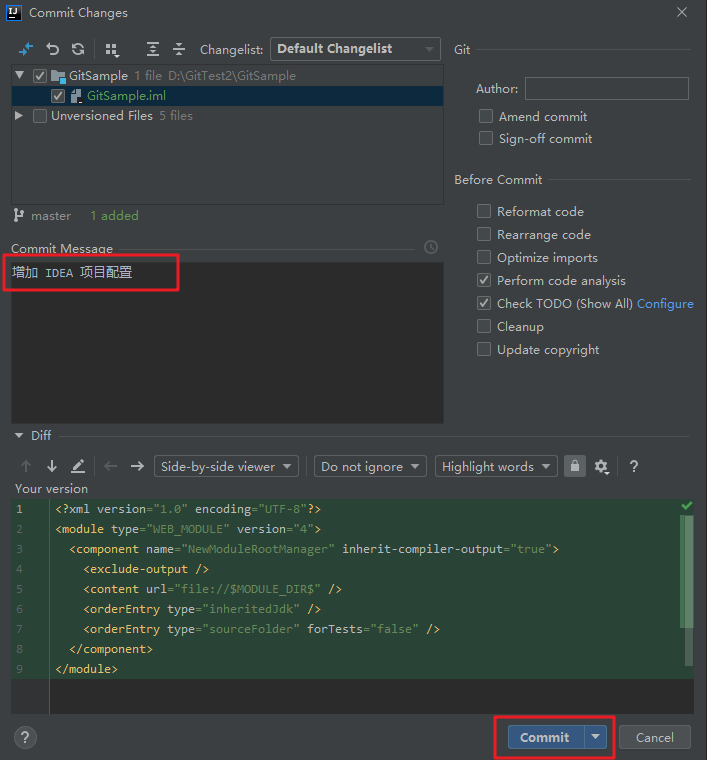 Commit Changes
Changelist: Default Changelist
GitSample 1 file D:\GitTest2\GitSample
GitSample.iml
Unversioned Files 5 files
master 1 added
Commit Message
增加 IDEA 项目配置
Git
Author:
Amend commit
Sign-off commit
Before Commit
Reformat code
Rearrange code
Optimize imports
Perform code analysis
Check TODO (Show All) Configure
Cleanup
Update copyright
Diff
Side-by-side viewer Do not ignore Highlight words ?
Your version
1 <?xml version="1.0" encoding="UTF-8"?>
2 <module type="WEB_MODULE" version="4">
3 <component name="NewModuleRootManager" inherit-compiler-output="true">
4 <exclude-output />
5 <content url="file://$MODULE_DIR$" />
6 <orderEntry type="inheritedJdk" />
7 <orderEntry type="sourceFolder" forTests="false" />
8 </component>
9 </module>
? Commit Cancel